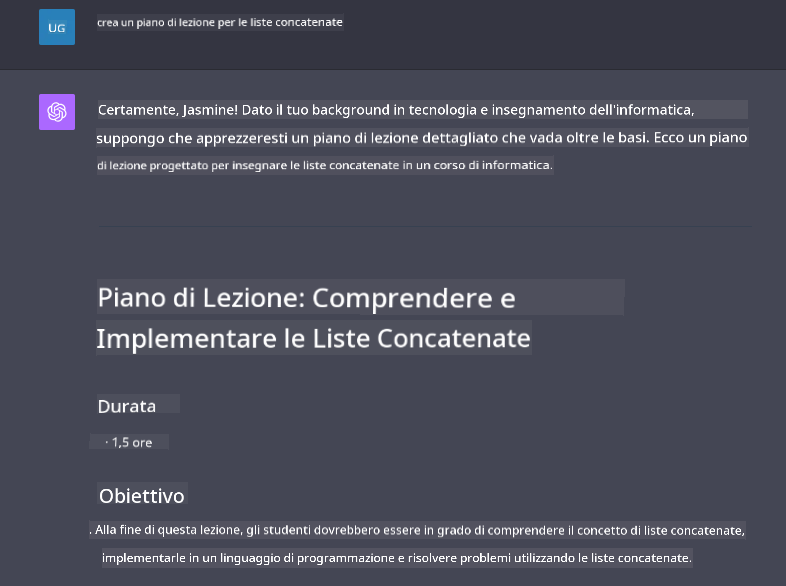 UG
crea un piano di lezione per le liste concatenate
Certamente, Jasmine! Dato il tuo background in tecnologia e insegnamento dell'informatica,
suppongo che apprezzeresti un piano di lezione dettagliato che vada oltre le basi. Ecco un piano
di lezione progettato per insegnare le liste concatenate in un corso di informatica.
Piano di Lezione: Comprendere e
Implementare le Liste Concatenate
Durata
· 1,5 ore
Obiettivo
. Alla fine di questa lezione, gli studenti dovrebbero essere in grado di comprendere il concetto di liste concatenate,
implementarle in un linguaggio di programmazione e risolvere problemi utilizzando le liste concatenate.